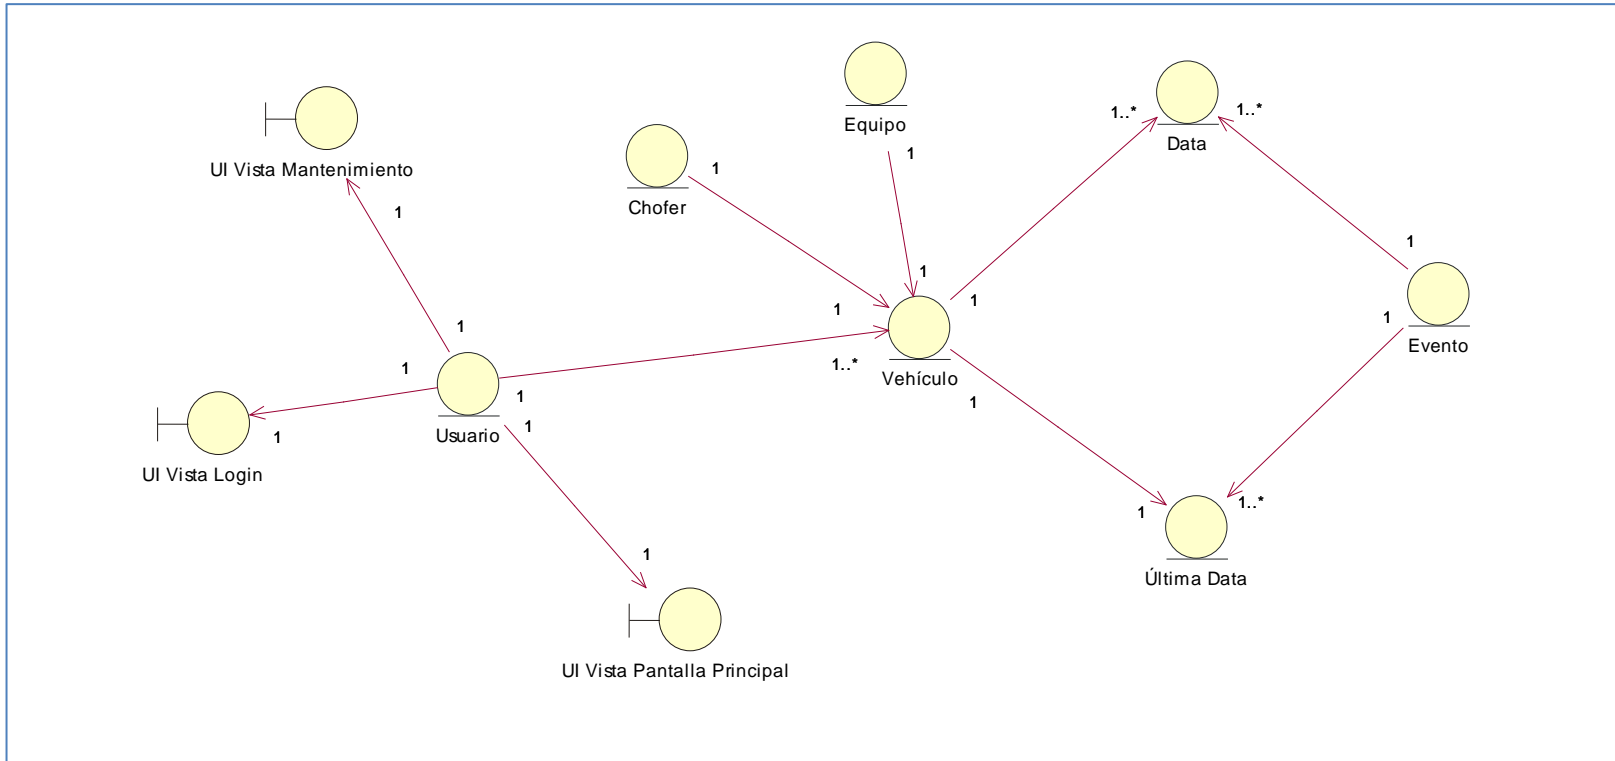 Equipo
1
1
Chofer
1
1
Data
1..*
1..*
UI Vista Mantenimiento
1
1
1
1
Evento
1
1
Vehículo
1..*
1
1
Usuario
1
1
1
UI Vista Login
1
1
1..*
Última Data
1
UI Vista Pantalla Principal